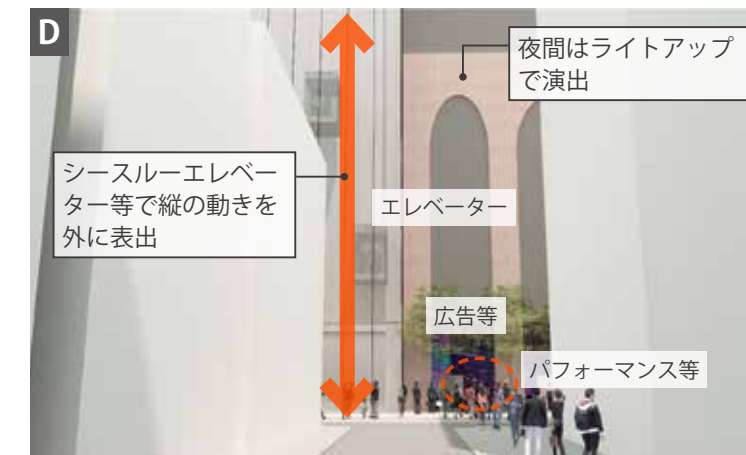 D
夜間はライトアップ
で演出
シースルーエレベー
ター等で縦の動きを
外に表出
エレベーター
広告等
パフォーマンス等